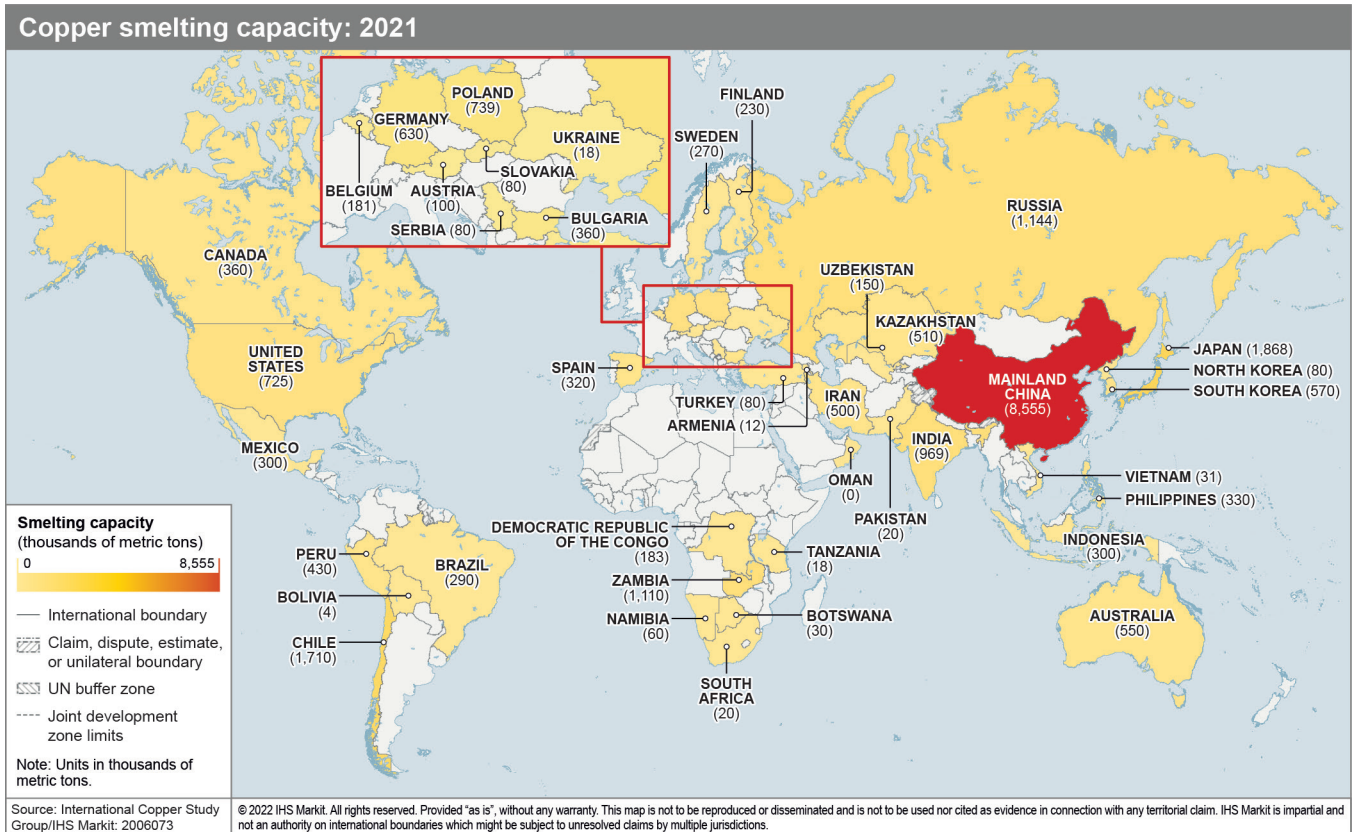 Copper smelting capacity: 2021
POLAND
(739)
GERMANY
(630)
UKRAINE
(18)
SLOVAKIA
(80)
BELGIUM
(181)
AUSTRIA
(100)
SERBIA (80)
BULGARIA
(360)
FINLAND
(230)
SWEDEN
(270)
RUSSIA
(1,144)
CANADA
(360)
UZBEKISTAN
(150)
KAZAKHSTAN
(510)
UNITED
STATES
(725)
SPAIN
(320)
JAPAN (1,868)
NORTH KOREA (80)
SOUTH KOREA (570)
MAINLAND
CHINA
(8,555)
TURKEY (80)
IRAN
(500)
ARMENIA (12)
INDIA
(969)
MEXICO
(300)
OMAN
(0)
VIETNAM (31)
PHILIPPINES (330)
PAKISTAN
(20)
DEMOCRATIC REPUBLIC
OF THE CONGO
(183)
TANZANIA
(18)
INDONESIA
(300)
PERU
(430)
BRAZIL
(290)
ZAMBIA
(1,110)
BOLIVIA
(4)
NAMIBIA
(60)
BOTSWANA
(30)
AUSTRALIA
(550)
CHILE
(1,710)
SOUTH
AFRICA
(20)
Smelting capacity
(thousands of metric tons)
0 8,555
International boundary
Claim, dispute, estimate,
or unilateral boundary
UN buffer zone
Joint development
zone limits
Note: Units in thousands of
metric tons.
Source: International Copper Study
Group/IHS Markit: 2006073
© 2022 IHS Markit. All rights reserved. Provided “as is”, without any warranty. This map is not to be reproduced or disseminated and is not to be used nor cited as evidence in connection with any territorial claim. IHS Markit is impartial and
not an authority on international boundaries which might be subject to unresolved claims by multiple jurisdictions.